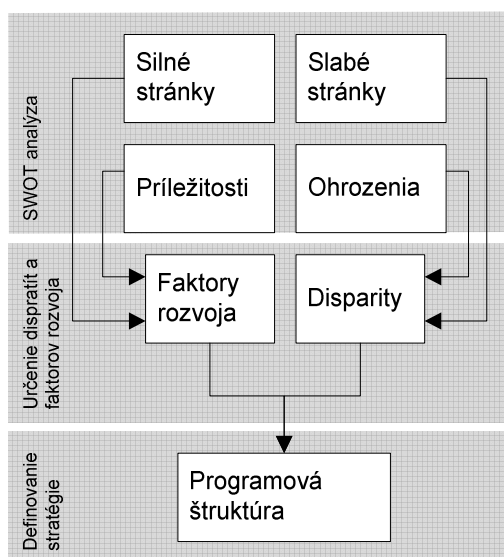 SWOT analýza
Silné
stránky
Slabé
stránky
Príležitosti
Ohrozenia
Určenie dispratít a
faktorov rozvoja
Faktory
rozvoja
Disparity
Definovanie
stratégie
Programová
štruktúra